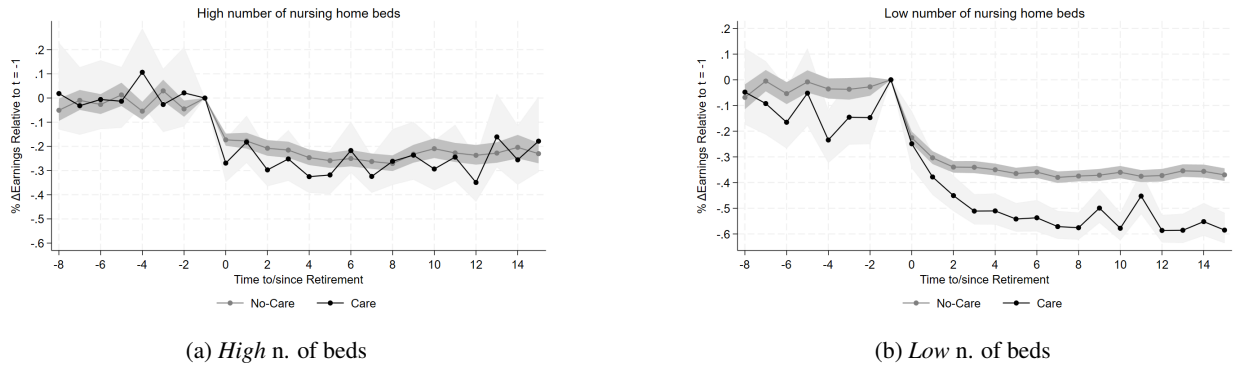 High number of nursing home beds
% ΔEarnings Relative to t = -1
.2
.1
0
-.1
-.2
-.3
-.4
-.5
-.6
-8 -6 -4 -2 0 2 4 6 8 10 12 14
Time to/since Retirement
No-Care Care
(a) High n. of beds
Low number of nursing home beds
% ΔEarnings Relative to t = -1
.2
.1
0
-.1
-.2
-.3
-.4
-.5
-.6
-8 -6 -4 -2 0 2 4 6 8 10 12 14
Time to/since Retirement
No-Care Care
(b) Low n. of beds